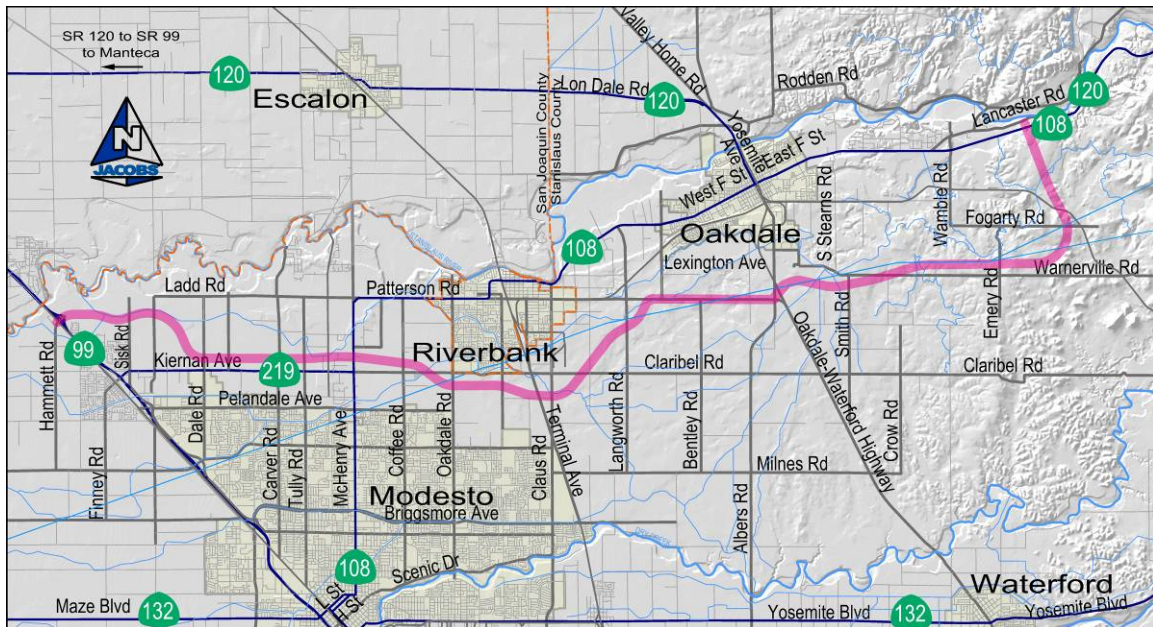 SR 120 to SR 99
to Manteca
120
Escalon
N
JACOBS
San Joaquin County
Stanislaus County
Valley Home Rd
Lon Dale Rd
120
Rodden Rd
Lancaster Rd
120
108
Yosemite
Ave
West F St
East F St
Oakdale
S Stearns Rd
Wamble Rd
Fogarty Rd
108
Lexington Ave
Warnerville Rd
Ladd Rd
Patterson Rd
Riverbank
Hammett Rd
99
Sisk Rd
Kiernan Ave
219
Claribel Rd
Smith Rd
Emery Rd
Claribel Rd
Pelandale Ave
Dale Rd
Finney Rd
Carver Rd
Tully Rd
McHenry Ave
Coffee Rd
Oakdale Rd
Claus Rd
Terminal Ave
Langworth Rd
Bentley Rd
Albers Rd
Milnes Rd
Oakdale-Waterford Highway
Crow Rd
Modesto
Briggsmore Ave
108
Scenic Dr
L St
H St
Maze Blvd
132
Yosemite Blvd
132
Waterford
Yosemite Blvd